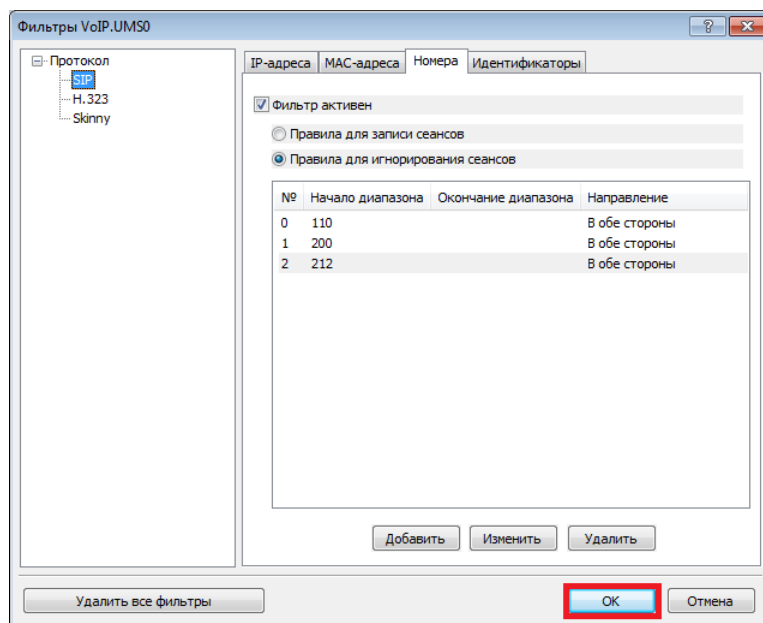 Фильтры VoIP.UMS0
Протокол
SIP
H.323
Skinny
IP-адреса MAC-адреса Номера Идентификаторы
Фильтр активен
Правила для записи сеансов
Правила для игнорирования сеансов
№ Начало диапазона Окончание диапазона Направление
0 110 В обе стороны
1 200 В обе стороны
2 212 В обе стороны
Добавить Изменить Удалить
Удалить все фильтры OK Отмена